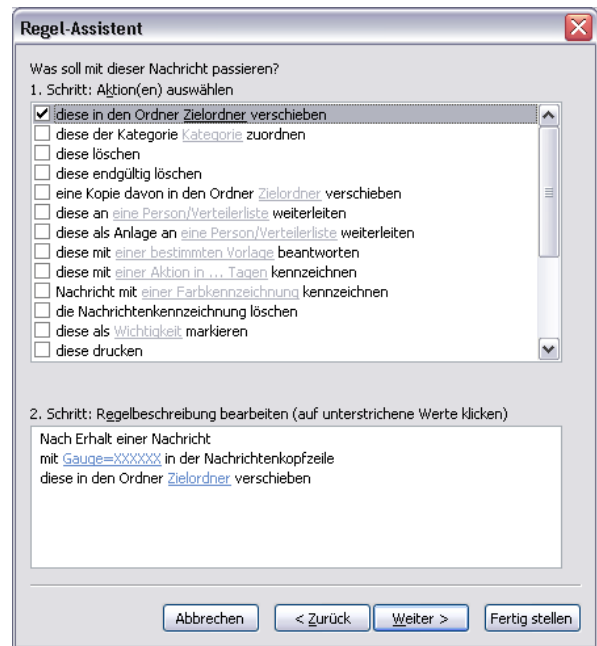 Regel-Assistent
Was soll mit dieser Nachricht passieren?
1. Schritt: Aktion(en) auswählen
diese in den Ordner Zielordner verschieben
diese der Kategorie Kategorie zuordnen
diese löschen
diese endgültig löschen
eine Kopie davon in den Ordner Zielordner verschieben
diese an eine Person/Verteilerliste weiterleiten
diese als Anlage an eine Person/Verteilerliste weiterleiten
diese mit einer bestimmten Vorlage beantworten
diese mit einer Aktion in ... Tagen kennzeichnen
Nachricht mit einer Farbkennzeichnung kennzeichnen
die Nachrichtenkennzeichnung löschen
diese als Wichtigkeit markieren
diese drucken
2. Schritt: Regelbeschreibung bearbeiten (auf unterstrichene Werte klicken)
Nach Erhalt einer Nachricht
mit Gauge=XXXXXX in der Nachrichtenkopfzeile
diese in den Ordner Zielordner verschieben
Abbrechen < Zurück Weiter > Fertig stellen